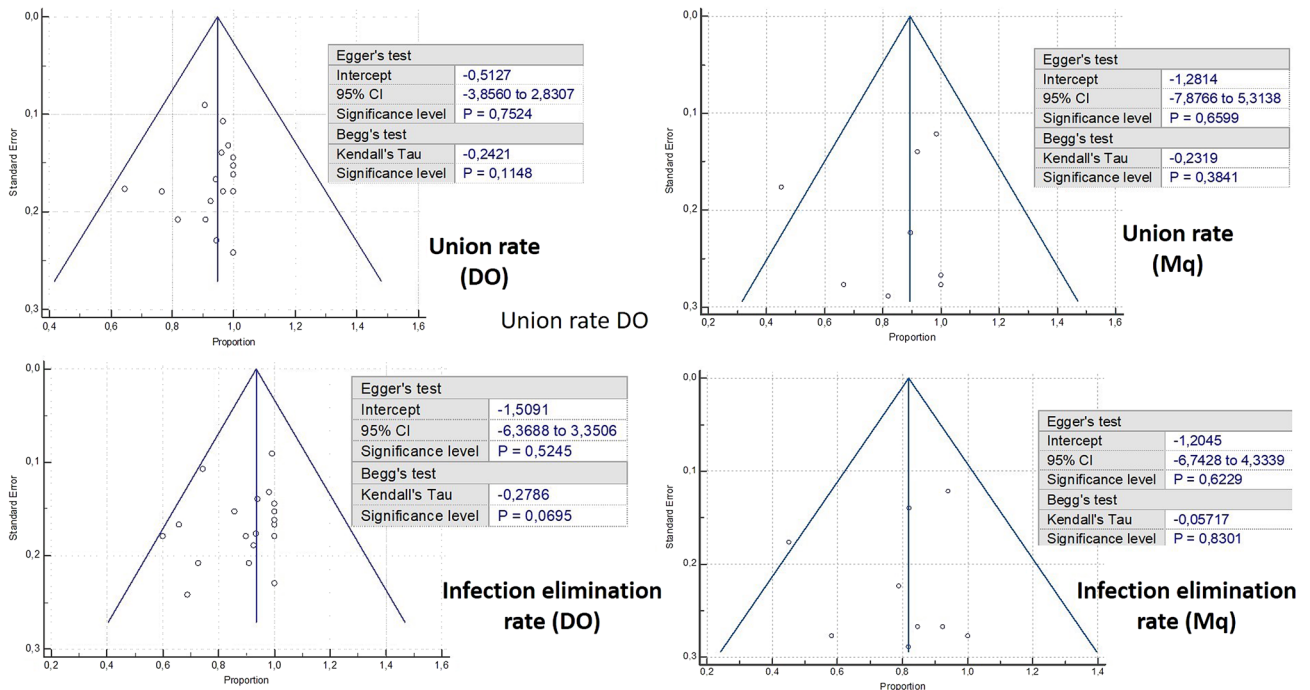 0,0
0,1
0,2
0,3
Standard Error
0,4 0,6 0,8 1,0 1,2 1,4 1,6
Proportion
Egger's test
Intercept -0,5127
95% CI -3,8560 to 2,8307
Significance level P = 0,7524
Begg's test
Kendall's Tau -0,2421
Significance level P = 0,1148
Union rate
(DO)
Union rate DO
0,0
0,1
0,2
0,3
Standard Error
0,2 0,4 0,6 0,8 1,0 1,2 1,4 1,6
Proportion
Egger's test
Intercept -1,2814
95% CI -7,8766 to 5,3138
Significance level P = 0,6599
Begg's test
Kendall's Tau -0,2319
Significance level P = 0,3841
Union rate
(Mq)
0,0
0,1
0,2
0,3
Standard Error
0,2 0,4 0,6 0,8 1,0 1,2 1,4 1,6
Proportion
Egger's test
Intercept -1,5091
95% CI -6,3688 to 3,3506
Significance level P = 0,5245
Begg's test
Kendall's Tau -0,2786
Significance level P = 0,0695
Infection elimination
rate (DO)
0,0
0,1
0,2
0,3
Standard Error
0,2 0,4 0,6 0,8 1,0 1,2 1,4
Proportion
Egger's test
Intercept -1,2045
95% CI -6,7428 to 4,3339
Significance level P = 0,6229
Begg's test
Kendall's Tau -0,05717
Significance level P = 0,8301
Infection elimination
rate (Mq)